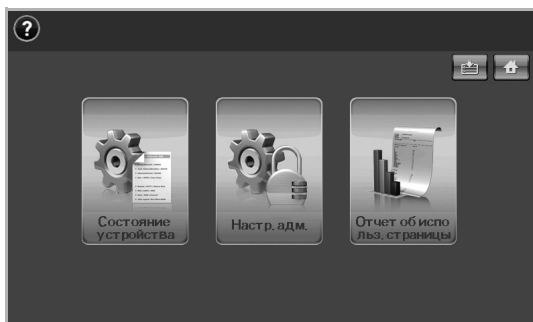 ?
Состояние
устройства
Настр. адм.
Отчет об испо
льз. страницы